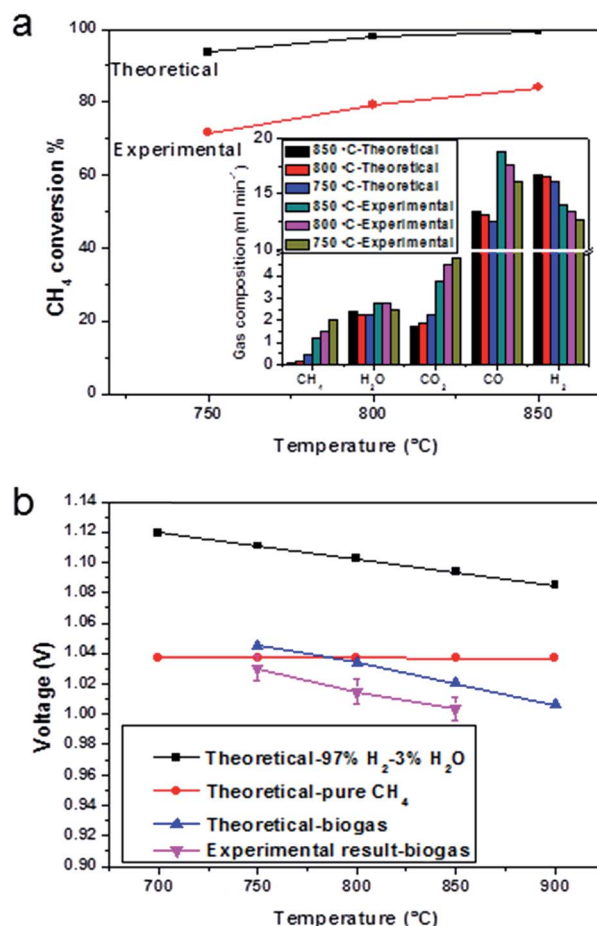 a
100
80
60
40
20
0
CH₄ conversion %
Theoretical
Experimental
850 °C-Theoretical
800 °C-Theoretical
750 °C-Theoretical
850 °C-Experimental
800 °C-Experimental
750 °C-Experimental
Gas composition (ml min⁻¹)
20
15
10
4
2
0
CH₄ H₂O CO₂ CO H₂
750 800 850
Temperature (°C)
b
1.14
1.12
1.10
1.08
1.06
1.04
1.02
1.00
0.98
0.96
0.94
0.92
0.90
Voltage (V)
Theoretical-97% H₂-3% H₂O
Theoretical-pure CH₄
Theoretical-biogas
Experimental result-biogas
700 750 800 850 900
Temperature (°C)